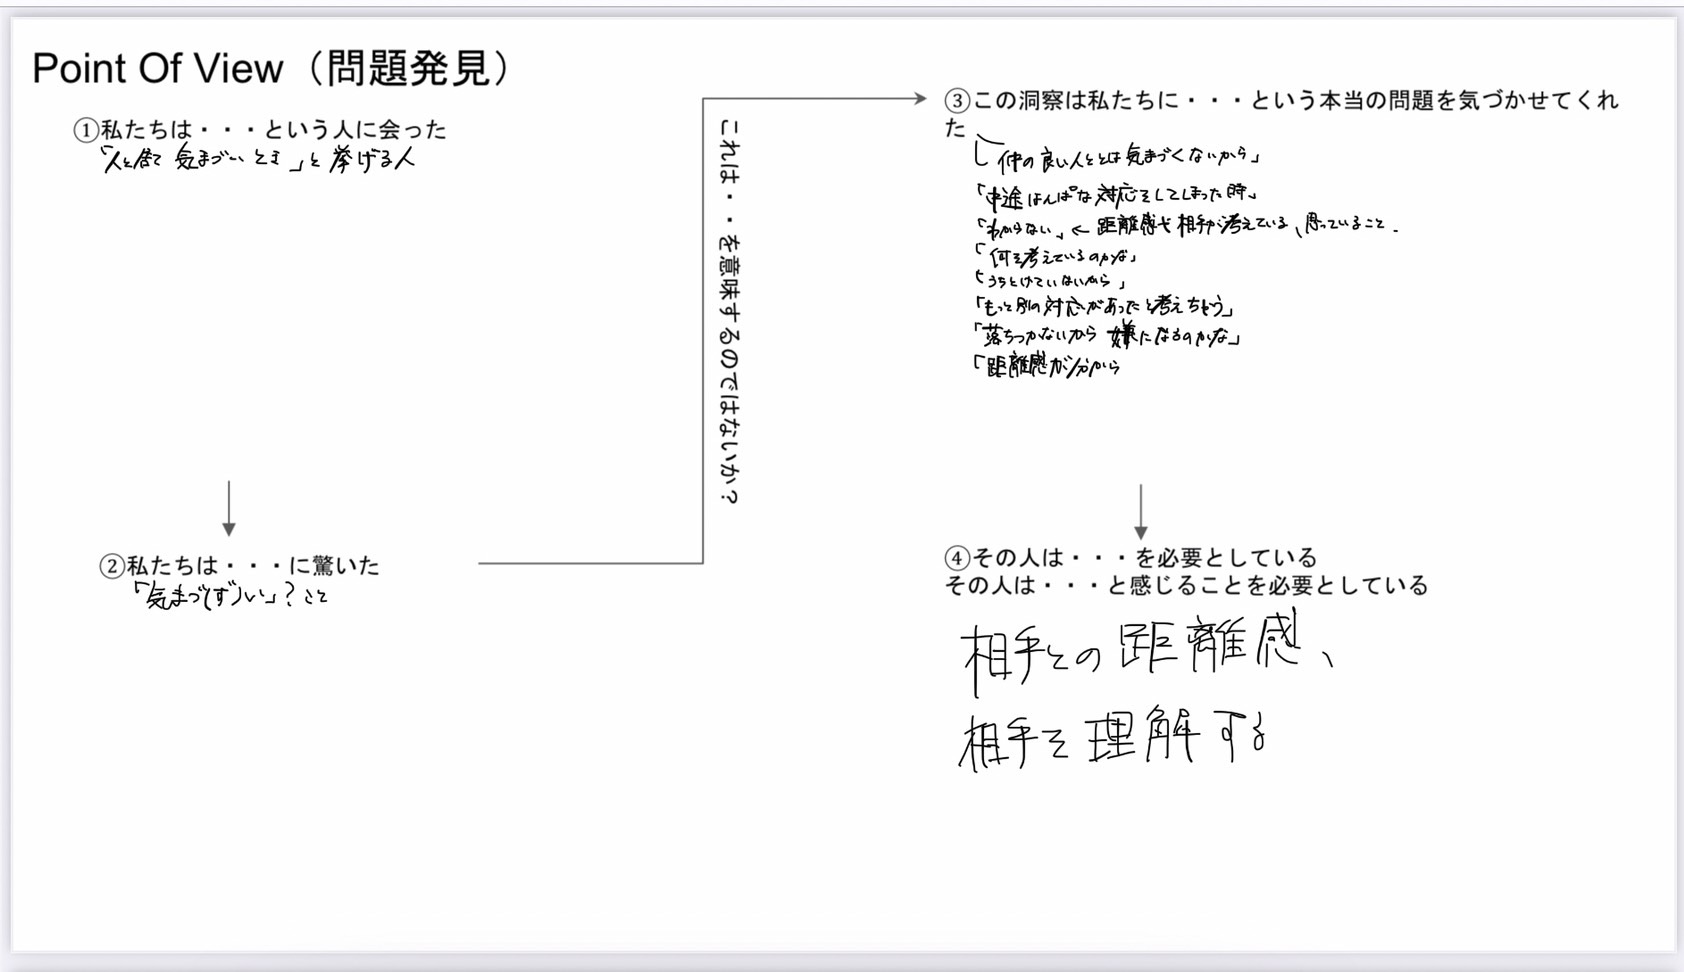 Point Of View（問題発見）
①私たちは・・・という人に会った
「人と居て 気まづいとき」と挙げる人
②私たちは・・・に驚いた
「気まづ(ず)い」？こと
これは・・を意味するのではないか？
③この洞察は私たちに・・・という本当の問題を気づかせてくれ
た
「仲の良い人ととは気まづくないから」
「中途はんぱな対応をしてしまった時」
「わからない」← 距離感や相手が考えている、思っていること.
「何を考えているのかな」
「うちとけていないから」
「もっと別の対応があったと考えちゃう」
「落ちつかないから 嫌になるのかな」
「距離感が分から
④その人は・・・を必要としている
その人は・・・と感じることを必要としている
相手との距離感、
相手を理解する